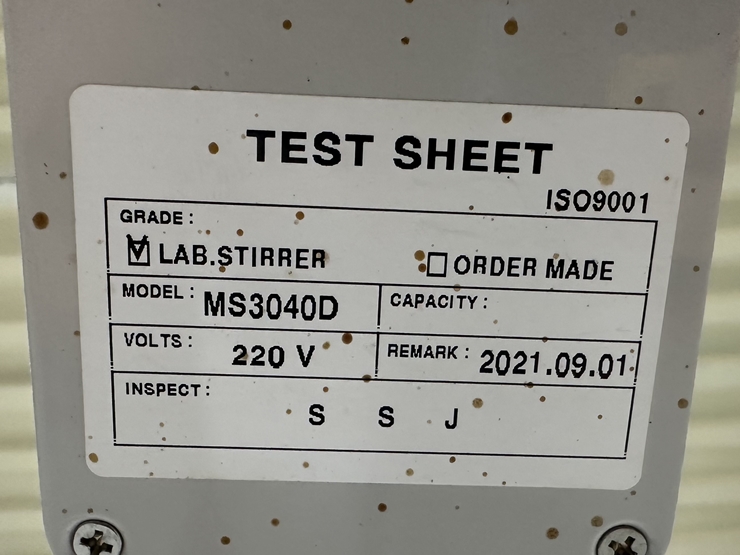 TEST SHEET
ISO9001
GRADE:
LAB.STIRRER ORDER MADE
MODEL: MS3040D CAPACITY:
VOLTS: 220 V REMARK: 2021.09.01
INSPECT: S S J